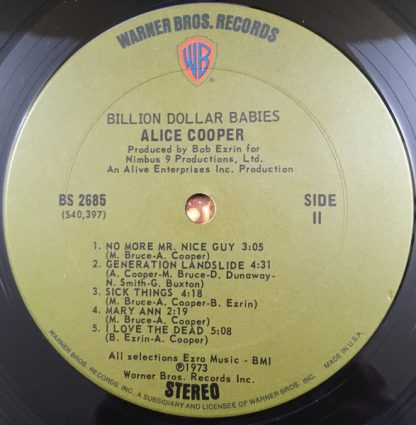 WARNER BROS. RECORDS
WB
®
BILLION DOLLAR BABIES
ALICE COOPER
Produced by Bob Ezrin for
Nimbus 9 Productions, Ltd.
An Alive Enterprises Inc. Production
BS 2685
(S40,397)
SIDE
II
1. NO MORE MR. NICE GUY 3:05
(M. Bruce-A. Cooper)
2. GENERATION LANDSLIDE 4:31
(A. Cooper-M. Bruce-D. Dunaway-
N. Smith-G. Buxton)
3. SICK THINGS 4:18
(M. Bruce-A. Cooper-B. Ezrin)
4. MARY ANN 2:19
(M. Bruce-A. Cooper)
5. I LOVE THE DEAD 5:08
(B. Ezrin-A. Cooper)
All selections Ezra Music - BMI
℗1973
Warner Bros. Records Inc.
STEREO
WARNER BROS. RECORDS INC. A SUBSIDIARY AND LICENSEE OF WARNER BROS. INC. MADE IN U.S.A.